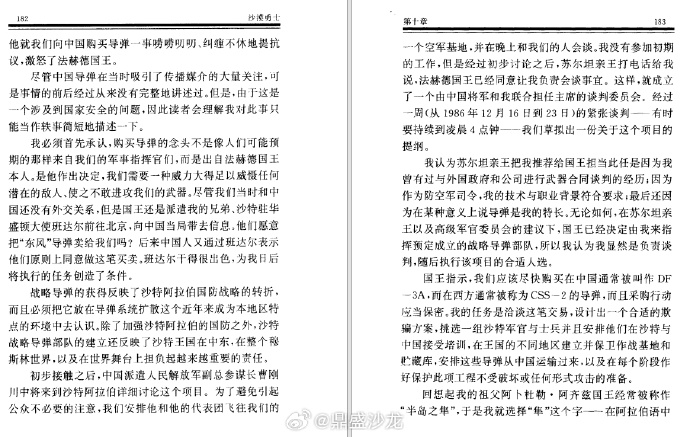 182 沙漠勇士
他就我们向中国购买导弹一事唠唠叨叨、纠缠不休地提抗
议,激怒了法赫德国王。
尽管中国导弹在当时吸引了传播媒介的大量关注,可
是事情的前后经过从来没有完整地讲述过。但是,由于这是
一个涉及到国家安全的问题,因此读者会理解我对此事只
能当作轶事简短地描述一下。
我必须首先承认,购买导弹的念头不是像人们可能预
期的那样来自我们的军事指挥官们,而是出自法赫德国王
本人。是他作出决定,我们需要一种威力大得足以威慑任何
潜在的敌人、使之不敢进攻我们的武器。尽管我们当时和中
国还没有外交关系,但是国王还是派遣我的兄弟、沙特驻华
盛顿大使班达尔前往北京,向中国当局带去信息。他们愿意
把“东风”导弹卖给我们吗?后来中国人又通过班达尔表示
他们原则上同意做这笔买卖。班达尔干得很出色,为我日后
将执行的任务创造了条件。
战略导弹的获得反映了沙特阿拉伯国防战略的转折,
而且必须把它放在导弹系统扩散这个近年来成为本地区特
点的环境中去认识。除了加强沙特阿拉伯的国防之外,沙特
战略导弹部队的建立还反映了沙特王国在中东、在整个穆
斯林世界,以及在世界舞台上担负起越来越重要的责任。
初步接触之后,中国派遣人民解放军副总参谋长曹刚
川中将来到沙特阿拉伯详细讨论这个项目。为了避免引起
公众不必要的注意,我们安排他和他的代表团飞往我们的
第十章 183
一个空军基地,并在晚上和我们的人会谈。我没有参加初期
的工作,但是经过初步讨论之后,苏尔坦亲王打电话给我
说,法赫德国王已经同意让我负责会谈事宜。这样,就成立
了一个由中国将军和我联合担任主席的谈判委员会。经过
一周(从 1986 年 12 月 16 日到 23 日)的紧张谈判——有时
要持续到凌晨 4 点钟——我们草拟出一份关于这个项目的
提纲。
我认为苏尔坦亲王把我推荐给国王担当此任是因为我
曾有过与外国政府和公司进行武器合同谈判的经历;因为
作为防空军司令,我的技术与职业背景符合要求;最后还因
为在某种意义上说导弹是我的特长。无论如何,在苏尔坦亲
王以及高级军官委员会的建议下,国王已经决定由我来指
挥预定成立的战略导弹部队,所以我认为我显然是负责谈
判,随后执行该项目的合适人选。
国王指示,我们应该尽快购买在中国通常被叫作 DF
-3A,而在西方通常被称为 CSS-2 的导弹,而且采购行动
应当保密。我的任务是洽谈这笔交易,设计出一个合适的欺
骗方案,挑选一组沙特军官与士兵并且安排他们在沙特与
中国接受培训,在王国的不同地区建立并保卫作战基地和
贮藏库,安排这些导弹从中国运输过来,以及在每个阶段作
好保护此项工程不受破坏或任何形式攻击的准备。
回想起我的祖父阿卜杜勒·阿齐兹国王经常被称作
“半岛之隼”,于是我就选择“隼”这个字——在阿拉伯语中
@鼎盛沙龙